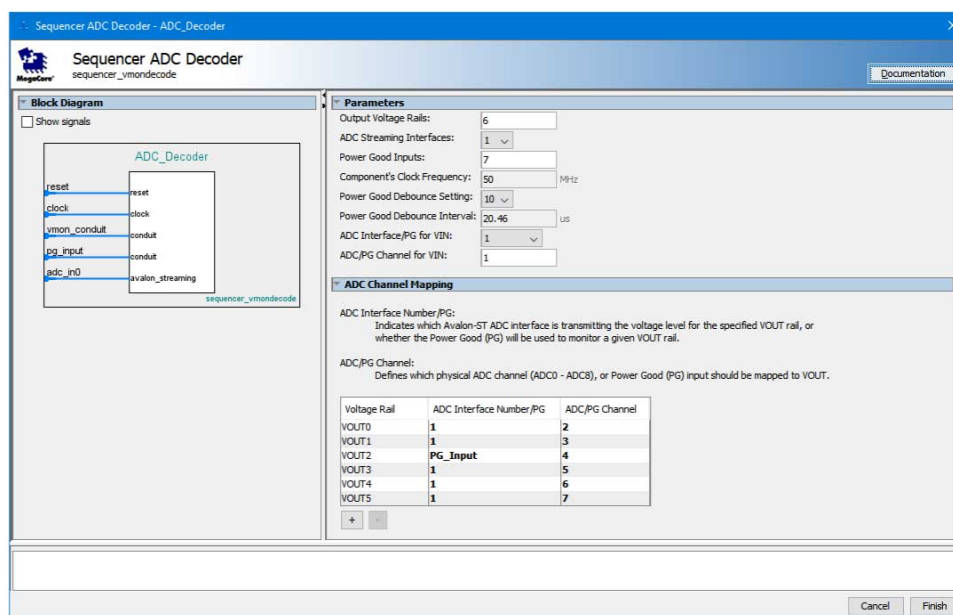 Sequencer ADC Decoder - ADC_Decoder
MegaCore'
Sequencer ADC Decoder
sequencer_vmondecode
Documentation
Block Diagram
Show signals
ADC_Decoder
reset
reset
clock
clock
vmon_conduit
conduit
pg_input
conduit
adc_in0
avalon_streaming
sequencer_vmondecode
Parameters
Output Voltage Rails: 6
ADC Streaming Interfaces: 1
Power Good Inputs: 7
Component's Clock Frequency: 50 MHz
Power Good Debounce Setting: 10
Power Good Debounce Interval: 20.46 us
ADC Interface/PG for VIN: 1
ADC/PG Channel for VIN: 1
ADC Channel Mapping
ADC Interface Number/PG:
Indicates which Avalon-ST ADC interface is transmitting the voltage level for the specified VOUT rail, or
whether the Power Good (PG) will be used to monitor a given VOUT rail.
ADC/PG Channel:
Defines which physical ADC channel (ADC0 - ADC8), or Power Good (PG) input should be mapped to VOUT.
Voltage Rail ADC Interface Number/PG ADC/PG Channel
VOUT0 1 2
VOUT1 1 3
VOUT2 PG_Input 4
VOUT3 1 5
VOUT4 1 6
VOUT5 1 7
+ -
Cancel Finish